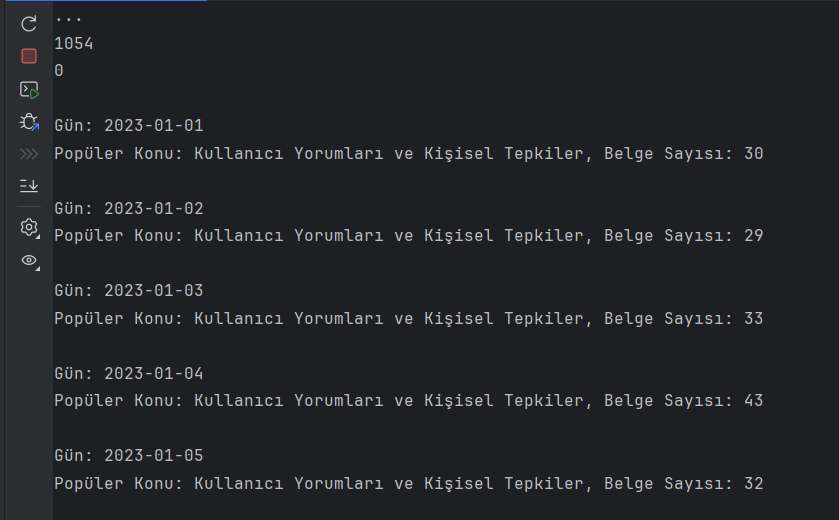 ...
1054
0
Gün: 2023-01-01
Popüler Konu: Kullanıcı Yorumları ve Kişisel Tepkiler, Belge Sayısı: 30
Gün: 2023-01-02
Popüler Konu: Kullanıcı Yorumları ve Kişisel Tepkiler, Belge Sayısı: 29
Gün: 2023-01-03
Popüler Konu: Kullanıcı Yorumları ve Kişisel Tepkiler, Belge Sayısı: 33
Gün: 2023-01-04
Popüler Konu: Kullanıcı Yorumları ve Kişisel Tepkiler, Belge Sayısı: 43
Gün: 2023-01-05
Popüler Konu: Kullanıcı Yorumları ve Kişisel Tepkiler, Belge Sayısı: 32